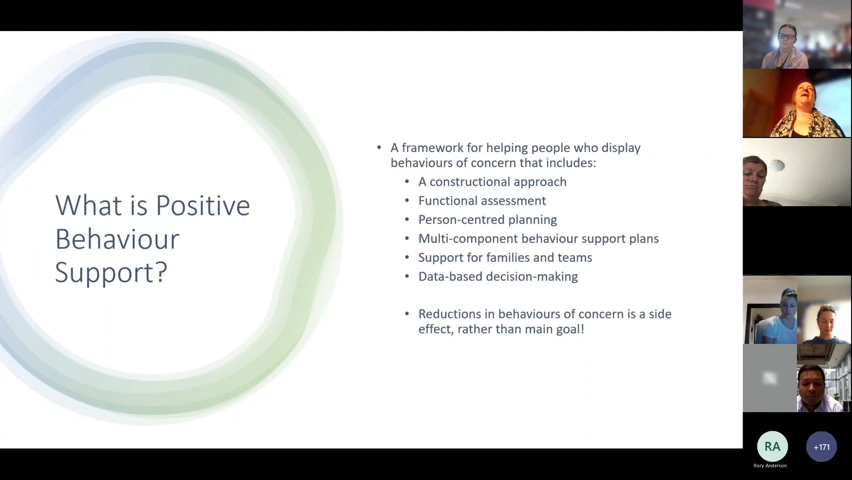 What is Positive
Behaviour
Support?
• A framework for helping people who display
behaviours of concern that includes:
• A constructional approach
• Functional assessment
• Person-centred planning
• Multi-component behaviour support plans
• Support for families and teams
• Data-based decision-making
• Reductions in behaviours of concern is a side
effect, rather than main goal!
RA
Rory Anderson
+171